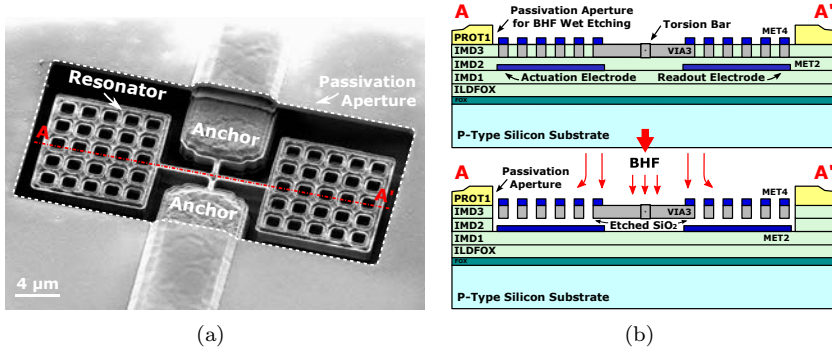 Resonator
Passivation
Aperture
A
Anchor
A'
Anchor
4 μm
(a)
A
Passivation Aperture
for BHF Wet Etching
Torsion Bar
A'
PROT1
MET4
IMD3
VIA3
IMD2
MET2
IMD1
Actuation Electrode
Readout Electrode
ILDFOX
FOX
P-Type Silicon Substrate
A
BHF
A'
Passivation
Aperture
PROT1
MET4
IMD3
VIA3
IMD2
Etched SiO₂
IMD1
MET2
ILDFOX
FOX
P-Type Silicon Substrate
(b)